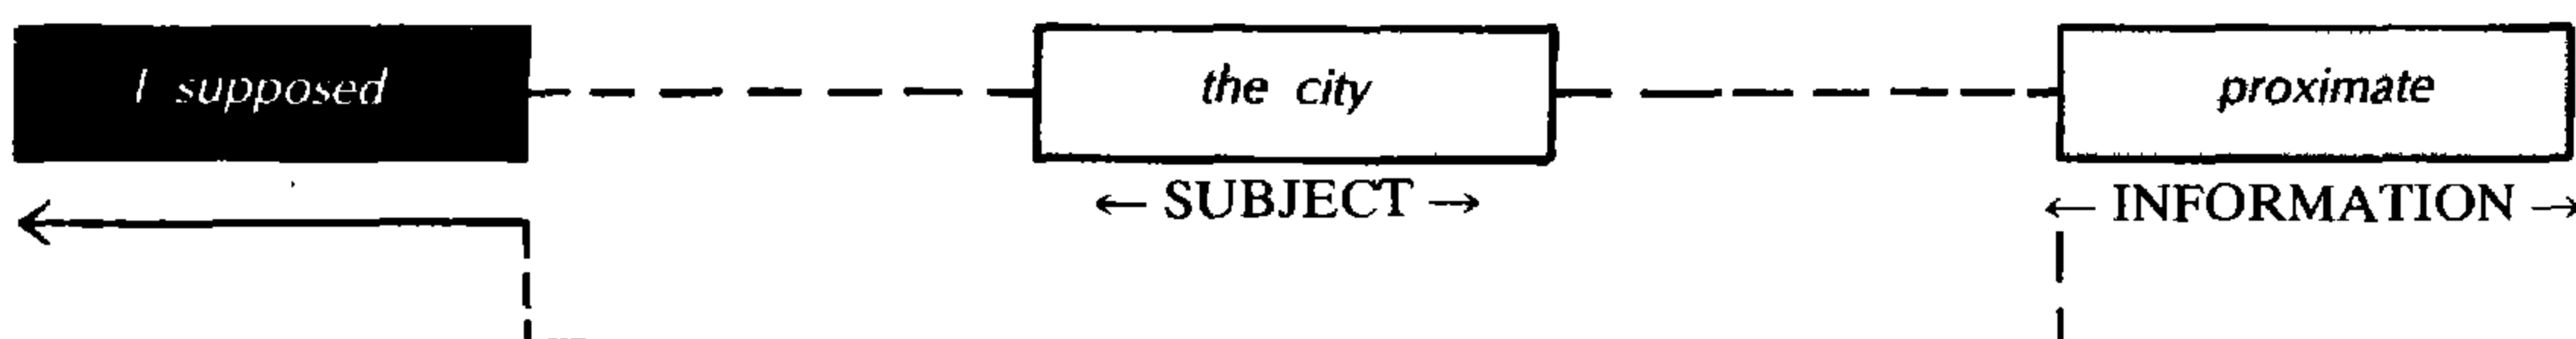 I supposed the city proximate
← SUBJECT → ← INFORMATION →